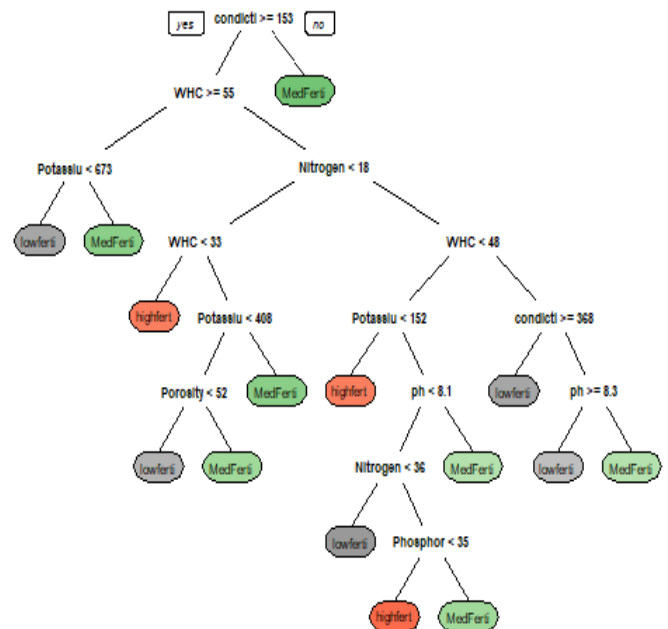 yes condicti >= 153 no
WHC >= 55 MedFerti
Potassiu < 673 Nitrogen < 18
lowferti MedFerti WHC < 33 WHC < 48
highfert Potassiu < 408 Potassiu < 152 condicti >= 368
Porosity < 52 MedFerti highfert ph < 8.1 lowferti ph >= 8.3
lowferti MedFerti Nitrogen < 36 MedFerti lowferti MedFerti
lowferti Phosphor < 35
highfert MedFerti